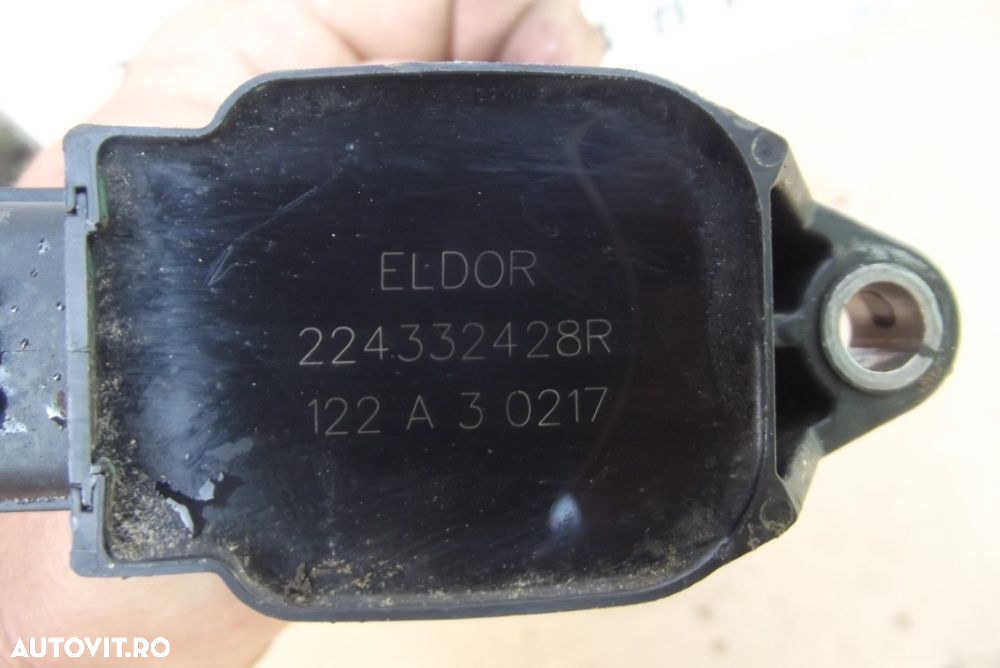 ELDOR
224332428R
122 A 3 0217
AUTOVIT.RO